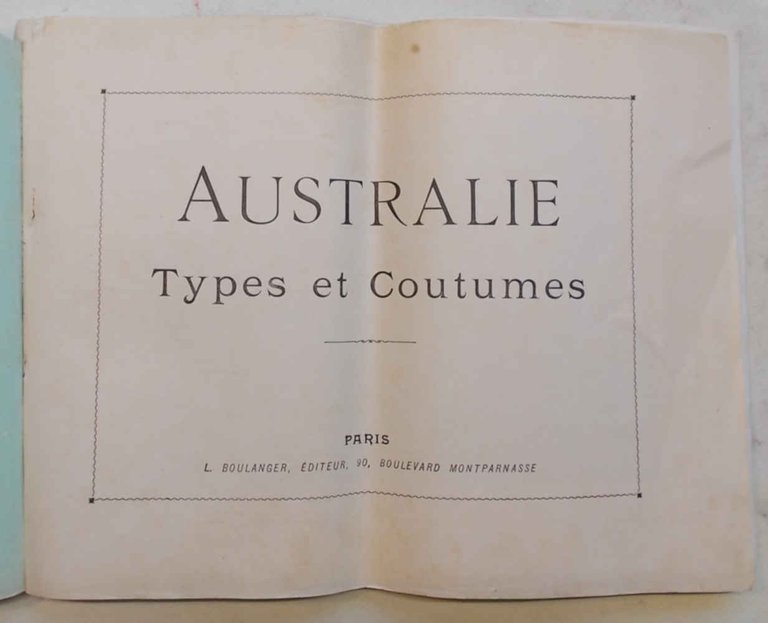 AUSTRALIE
Types et Coutumes
PARIS
L. BOULANGER, ÉDITEUR, 90, BOULEVARD MONTPARNASSE